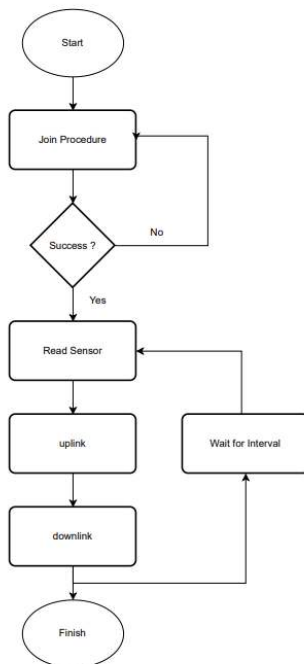 Start
Join Procedure
Success ?
No
Yes
Read Sensor
uplink
Wait for Interval
downlink
Finish